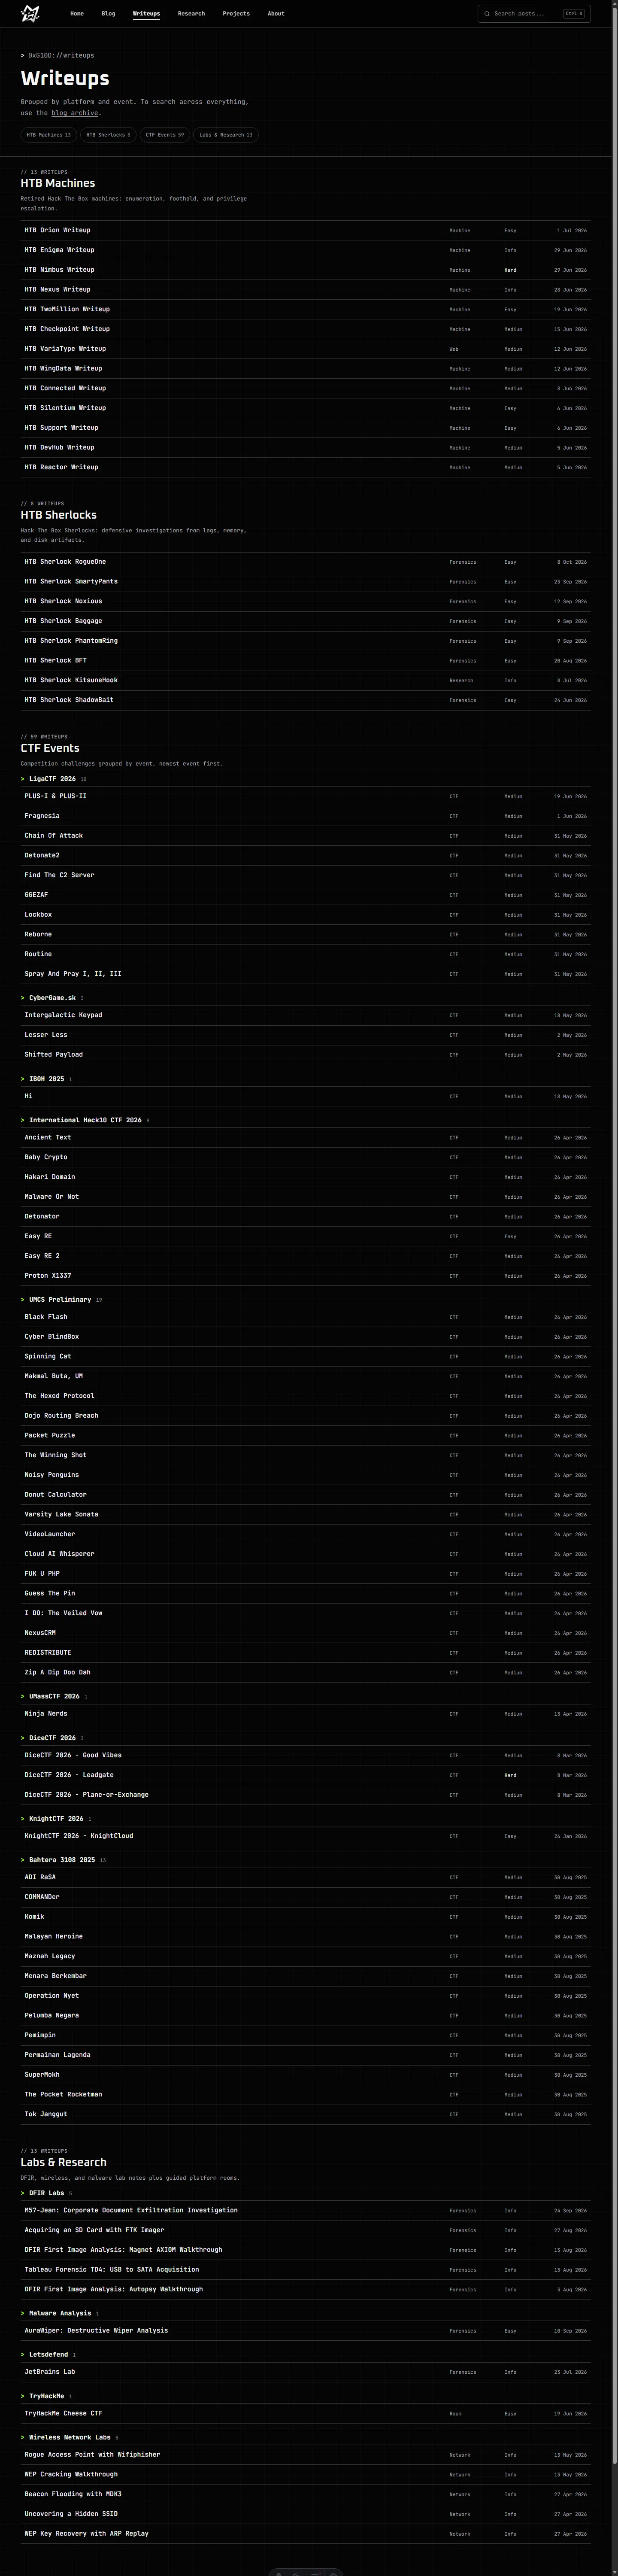 Home Blog Writeups Research Projects About Search posts... Ctrl K
> 0xG10D://writeups
Writeups
Grouped by platform and event. To search across everything,
use the blog archive.
HTB Machines 13 HTB Sherlocks 8 CTF Events 59 Labs & Research 13
// 13 WRITEUPS
HTB Machines
Retired Hack The Box machines: enumeration, foothold, and privilege
escalation.
HTB Orion Writeup Machine Easy 1 Jul 2026
HTB Enigma Writeup Machine Info 29 Jun 2026
HTB Nimbus Writeup Machine Hard 29 Jun 2026
HTB Nexus Writeup Machine Info 28 Jun 2026
HTB TwoMillion Writeup Machine Easy 19 Jun 2026
HTB Checkpoint Writeup Machine Medium 15 Jun 2026
HTB VariaType Writeup Web Medium 12 Jun 2026
HTB WingData Writeup Machine Medium 12 Jun 2026
HTB Connected Writeup Machine Medium 8 Jun 2026
HTB Silentium Writeup Machine Easy 6 Jun 2026
HTB Support Writeup Machine Easy 6 Jun 2026
HTB DevHub Writeup Machine Medium 5 Jun 2026
HTB Reactor Writeup Machine Medium 5 Jun 2026
// 8 WRITEUPS
HTB Sherlocks
Hack The Box Sherlocks: defensive investigations from logs, memory,
and disk artifacts.
HTB Sherlock RogueOne Forensics Easy 8 Oct 2026
HTB Sherlock SmartyPants Forensics Easy 23 Sep 2026
HTB Sherlock Noxious Forensics Easy 12 Sep 2026
HTB Sherlock Baggage Forensics Easy 9 Sep 2026
HTB Sherlock PhantomRing Forensics Easy 9 Sep 2026
HTB Sherlock BFT Forensics Easy 20 Aug 2026
HTB Sherlock KitsuneHook Research Info 8 Jul 2026
HTB Sherlock ShadowBait Forensics Easy 24 Jun 2026
// 59 WRITEUPS
CTF Events
Competition challenges grouped by event, newest event first.
> LigaCTF 2026 10
PLUS-I & PLUS-II CTF Medium 19 Jun 2026
Fragnesia CTF Medium 1 Jun 2026
Chain Of Attack CTF Medium 31 May 2026
Detonate2 CTF Medium 31 May 2026
Find The C2 Server CTF Medium 31 May 2026
GGEZAF CTF Medium 31 May 2026
Lockbox CTF Medium 31 May 2026
Reborne CTF Medium 31 May 2026
Routine CTF Medium 31 May 2026
Spray And Pray I, II, III CTF Medium 31 May 2026
> CyberGame.sk 3
Intergalactic Keypad CTF Medium 18 May 2026
Lesser Less CTF Medium 2 May 2026
Shifted Payload CTF Medium 2 May 2026
> IBOH 2025 1
Hi CTF Medium 18 May 2026
> International Hack10 CTF 2026 8
Ancient Text CTF Medium 26 Apr 2026
Baby Crypto CTF Medium 26 Apr 2026
Hakari Domain CTF Medium 26 Apr 2026
Malware Or Not CTF Medium 26 Apr 2026
Detonator CTF Medium 26 Apr 2026
Easy RE CTF Easy 26 Apr 2026
Easy RE 2 CTF Medium 26 Apr 2026
Proton X1337 CTF Medium 26 Apr 2026
> UMCS Preliminary 19
Black Flash CTF Medium 26 Apr 2026
Cyber BlindBox CTF Medium 26 Apr 2026
Spinning Cat CTF Medium 26 Apr 2026
Makmal Buta, UM CTF Medium 26 Apr 2026
The Hexed Protocol CTF Medium 26 Apr 2026
Dojo Routing Breach CTF Medium 26 Apr 2026
Packet Puzzle CTF Medium 26 Apr 2026
The Winning Shot CTF Medium 26 Apr 2026
Noisy Penguins CTF Medium 26 Apr 2026
Donut Calculator CTF Medium 26 Apr 2026
Varsity Lake Sonata CTF Medium 26 Apr 2026
VideoLauncher CTF Medium 26 Apr 2026
Cloud AI Whisperer CTF Medium 26 Apr 2026
FUK U PHP CTF Medium 26 Apr 2026
Guess The Pin CTF Medium 26 Apr 2026
I DO: The Veiled Vow CTF Medium 26 Apr 2026
NexusCRM CTF Medium 26 Apr 2026
REDISTRIBUTE CTF Medium 26 Apr 2026
Zip A Dip Doo Dah CTF Medium 26 Apr 2026
> UMassCTF 2026 1
Ninja Nerds CTF Medium 13 Apr 2026
> DiceCTF 2026 3
DiceCTF 2026 - Good Vibes CTF Medium 8 Mar 2026
DiceCTF 2026 - Leadgate CTF Hard 8 Mar 2026
DiceCTF 2026 - Plane-or-Exchange CTF Medium 8 Mar 2026
> KnightCTF 2026 1
KnightCTF 2026 - KnightCloud CTF Easy 26 Jan 2026
> Bahtera 3108 2025 13
ADI RaSA CTF Medium 30 Aug 2025
COMMANDer CTF Medium 30 Aug 2025
Komik CTF Medium 30 Aug 2025
Malayan Heroine CTF Medium 30 Aug 2025
Maznah Legacy CTF Medium 30 Aug 2025
Menara Berkembar CTF Medium 30 Aug 2025
Operation Nyet CTF Medium 30 Aug 2025
Pelumba Negara CTF Medium 30 Aug 2025
Pemimpin CTF Medium 30 Aug 2025
Permainan Lagenda CTF Medium 30 Aug 2025
SuperMokh CTF Medium 30 Aug 2025
The Pocket Rocketman CTF Medium 30 Aug 2025
Tok Janggut CTF Medium 30 Aug 2025
// 13 WRITEUPS
Labs & Research
DFIR, wireless, and malware lab notes plus guided platform rooms.
> DFIR Labs 5
M57-Jean: Corporate Document Exfiltration Investigation Forensics Info 24 Sep 2026
Acquiring an SD Card with FTK Imager Forensics Info 27 Aug 2026
DFIR First Image Analysis: Magnet AXIOM Walkthrough Forensics Info 13 Aug 2026
Tableau Forensic TD4: USB to SATA Acquisition Forensics Info 13 Aug 2026
DFIR First Image Analysis: Autopsy Walkthrough Forensics Info 3 Aug 2026
> Malware Analysis 1
AuraWiper: Destructive Wiper Analysis Forensics Easy 10 Sep 2026
> Letsdefend 1
JetBrains Lab Forensics Info 23 Jul 2026
> TryHackMe 1
TryHackMe Cheese CTF Room Easy 19 Jun 2026
> Wireless Network Labs 5
Rogue Access Point with Wifiphisher Network Info 13 May 2026
WEP Cracking Walkthrough Network Info 13 May 2026
Beacon Flooding with MDK3 Network Info 27 Apr 2026
Uncovering a Hidden SSID Network Info 27 Apr 2026
WEP Key Recovery with ARP Replay Network Info 27 Apr 2026